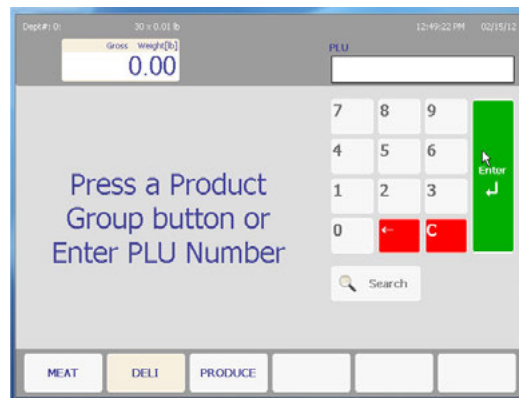 Dept#: 0: 30 x 0.01 lb 12:49:22 PM 02/15/12
Gross Weight[lb]
0.00
PLU
7 8 9
4 5 6
Enter
1 2 3
0 ← C
Press a Product
Group button or
Enter PLU Number
Search
MEAT DELI PRODUCE